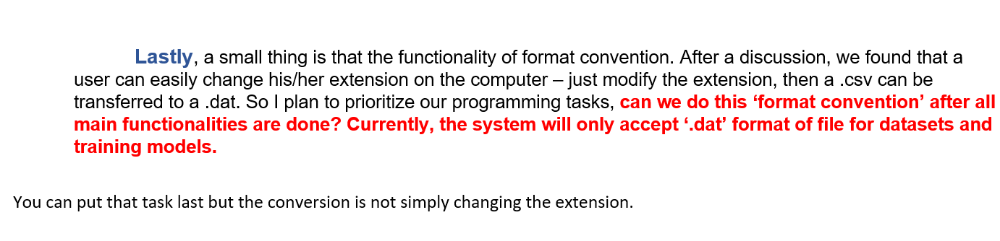 Lastly, a small thing is that the functionality of format convention. After a discussion, we found that a
user can easily change his/her extension on the computer – just modify the extension, then a .csv can be
transferred to a .dat. So I plan to prioritize our programming tasks, can we do this ‘format convention’ after all
main functionalities are done? Currently, the system will only accept ‘.dat’ format of file for datasets and
training models.
You can put that task last but the conversion is not simply changing the extension.